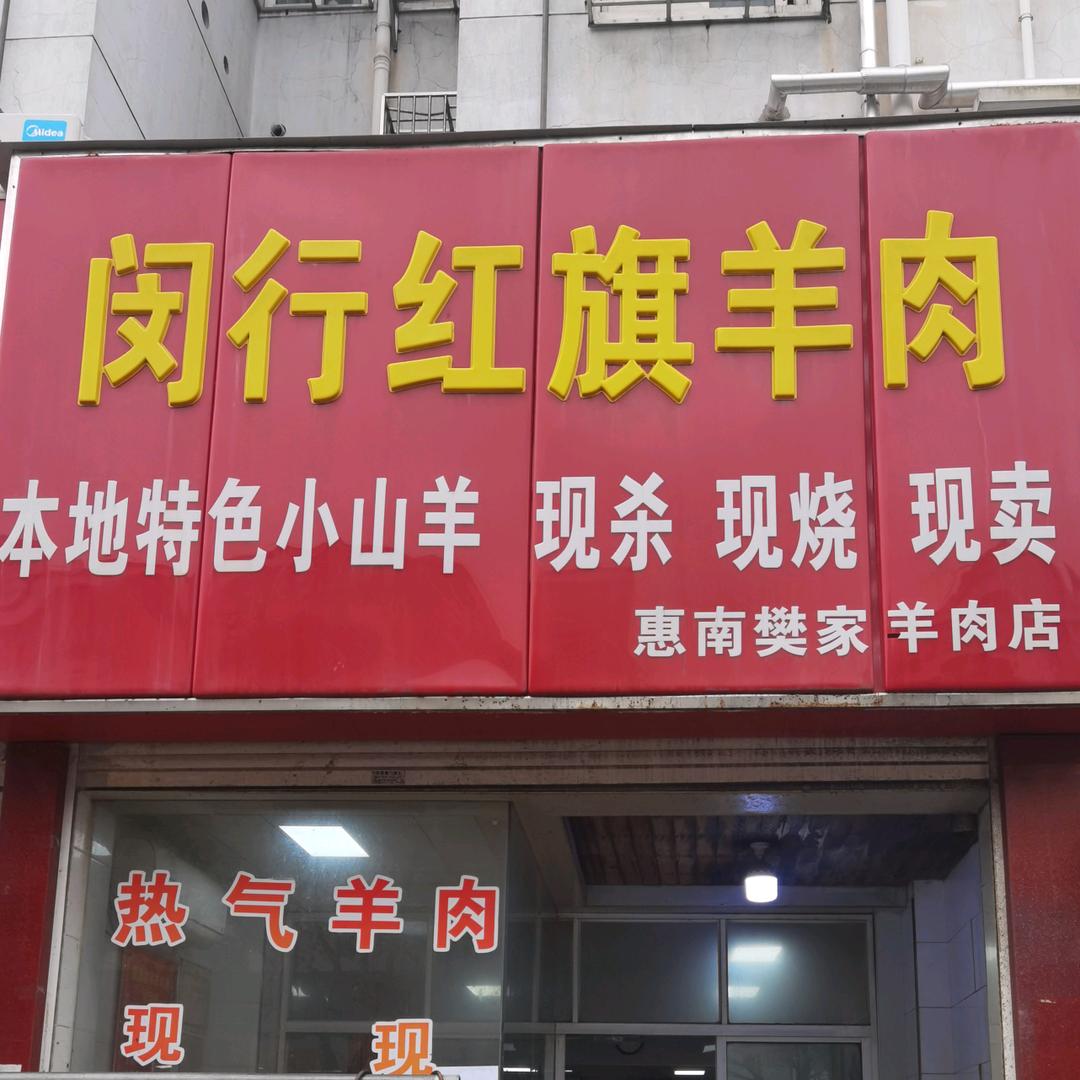 Midea
闵行红旗羊肉
本地特色小山羊 现杀 现烧 现卖
惠南樊家羊肉店
热气羊肉
现 现